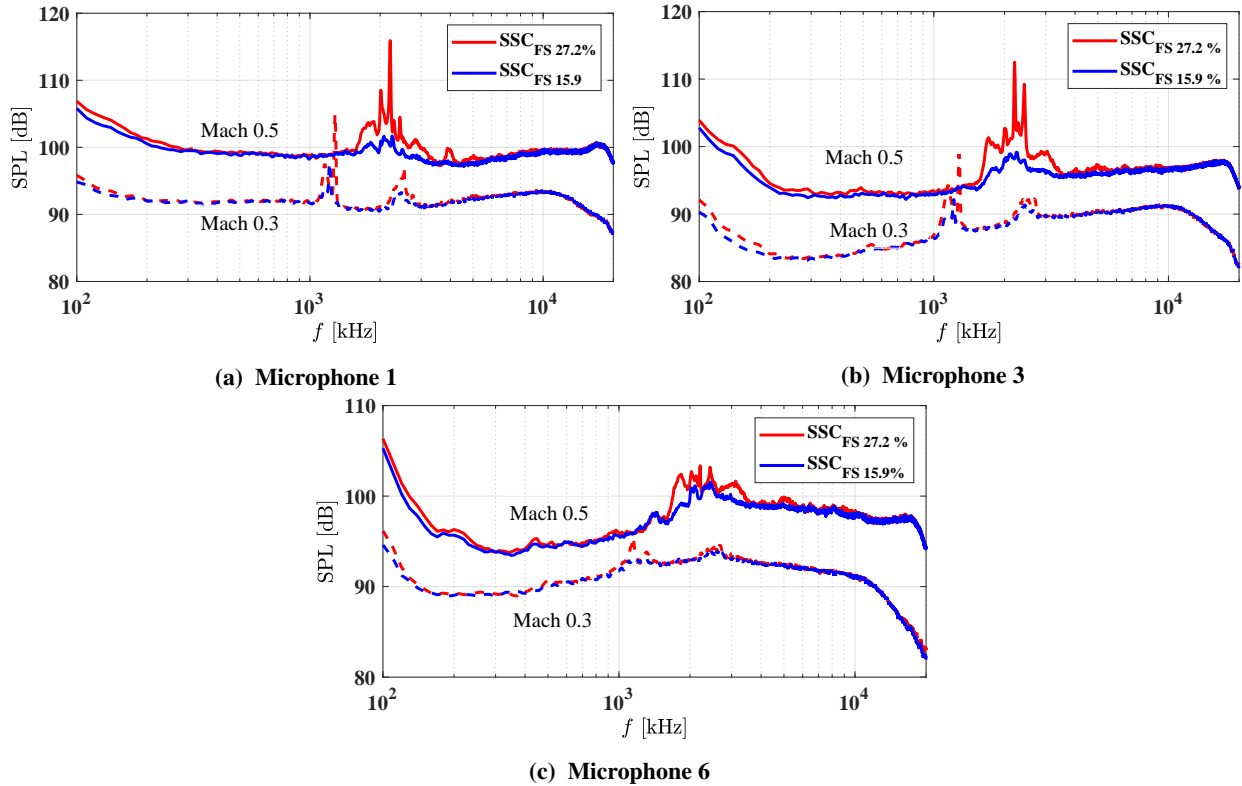 120
110
100
90
80
SPL [dB]
SSC_FS 27.2%
SSC_FS 15.9
Mach 0.5
Mach 0.3
10^2 10^3 10^4
f [kHz]
(a) Microphone 1
120
110
100
90
80
SPL [dB]
SSC_FS 27.2 %
SSC_FS 15.9 %
Mach 0.5
Mach 0.3
10^2 10^3 10^4
f [kHz]
(b) Microphone 3
110
100
90
80
SPL [dB]
SSC_FS 27.2 %
SSC_FS 15.9%
Mach 0.5
Mach 0.3
10^2 10^3 10^4
f [kHz]
(c) Microphone 6